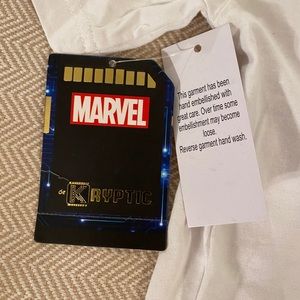 MARVEL
de KRYPTIC
This garment has been
hand embellished with
great care. Over time some
embellishment may become
loose.
Reverse garment hand wash.